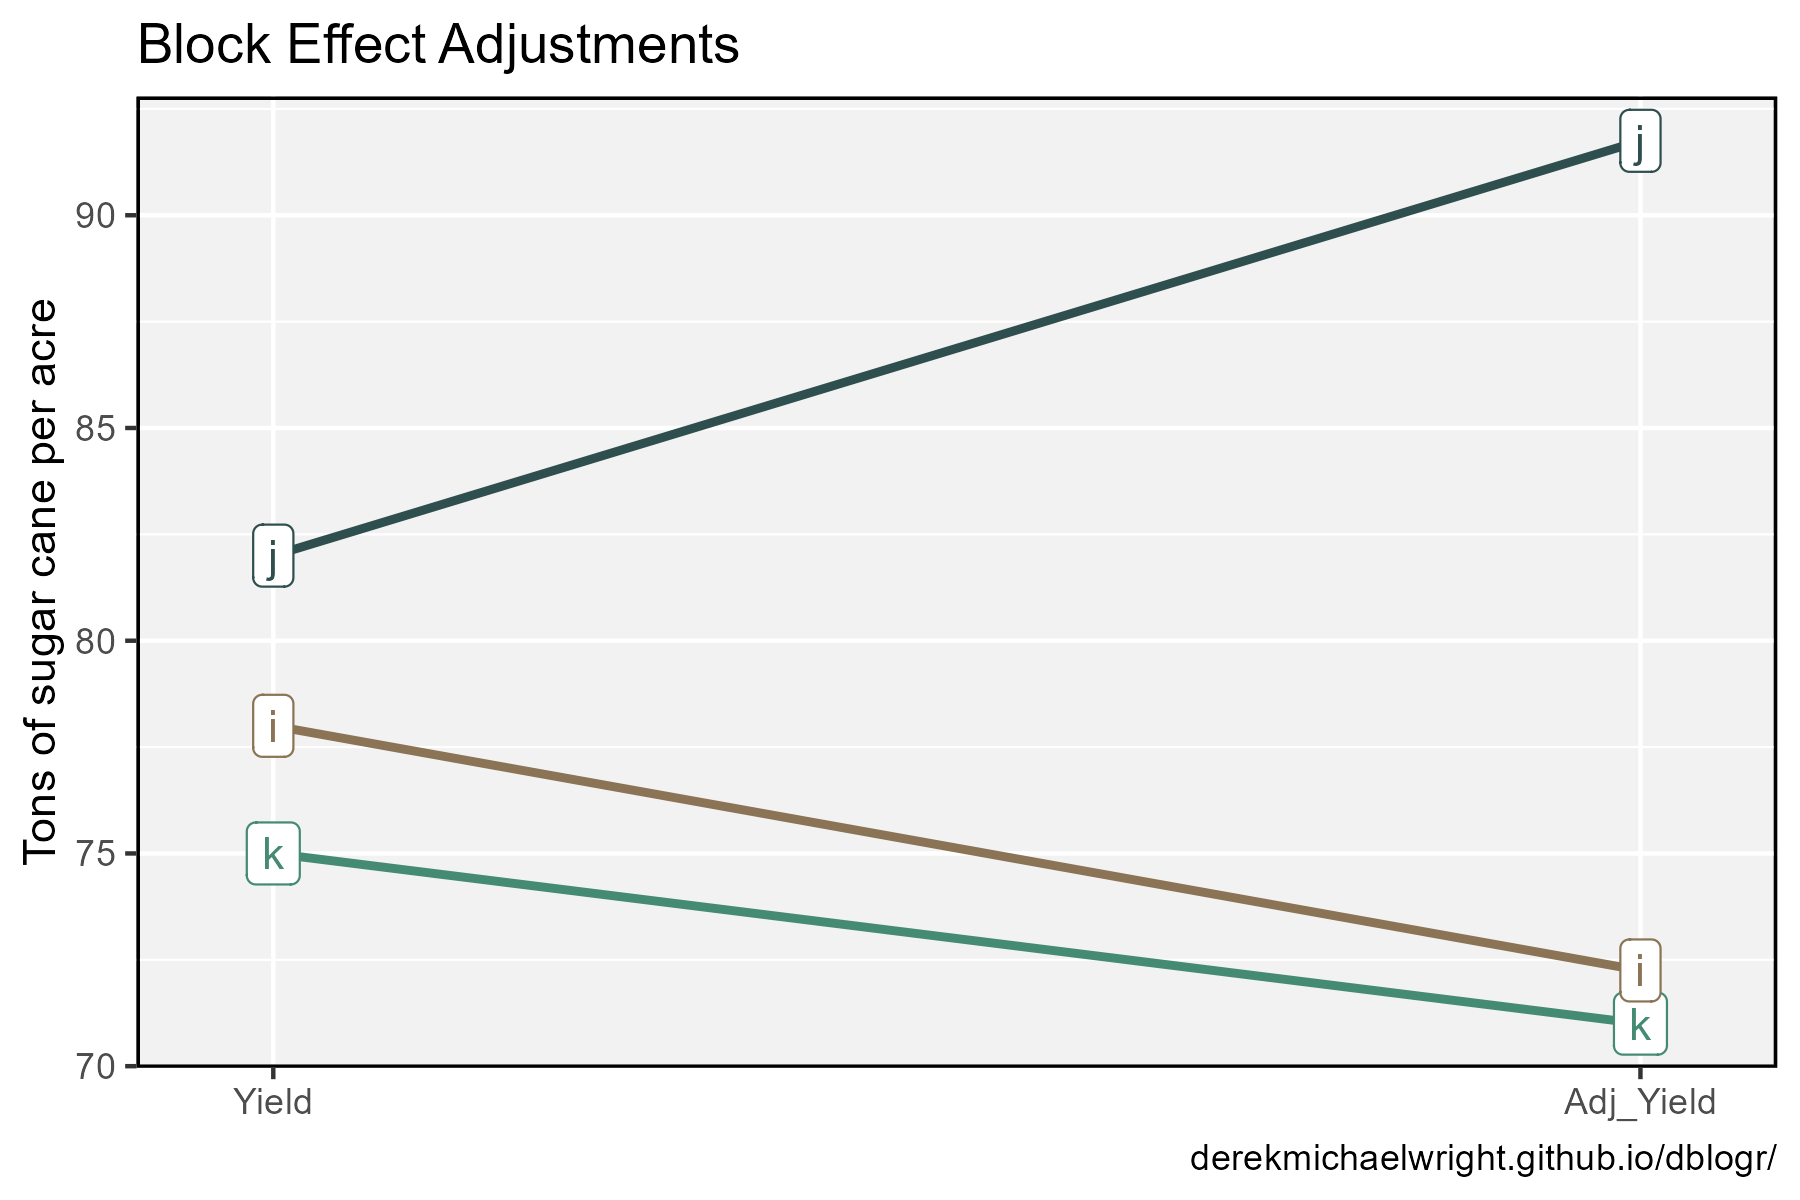 Block Effect Adjustments
Tons of sugar cane per acre
90
85
80
75
70
j
i
k
j
i
k
Yield
Adj_Yield
derekmichaelwright.github.io/dblogr/